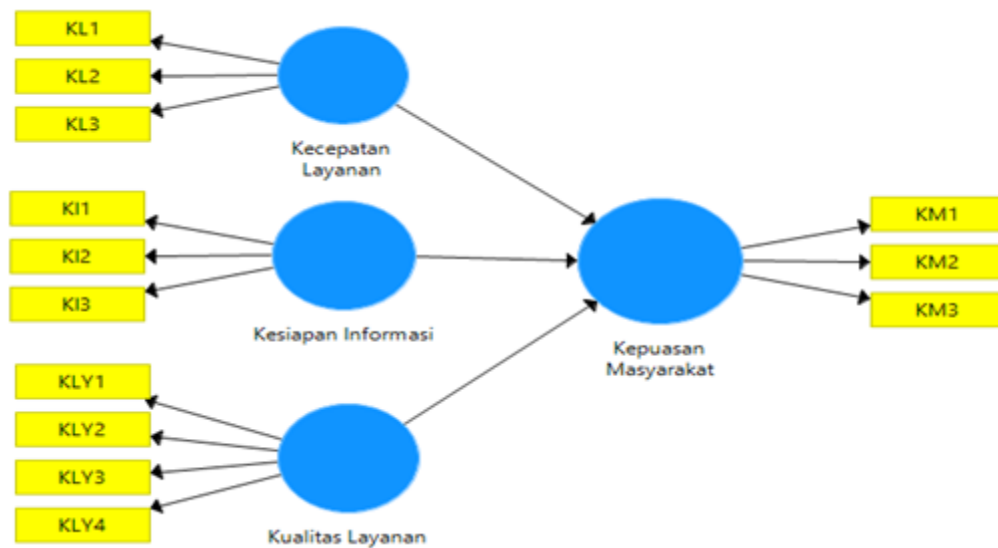 KL1
KL2
KL3
Kecepatan
Layanan
KI1
KI2
KI3
Kesiapan Informasi
KLY1
KLY2
KLY3
KLY4
Kualitas Layanan
Kepuasan
Masyarakat
KM1
KM2
KM3